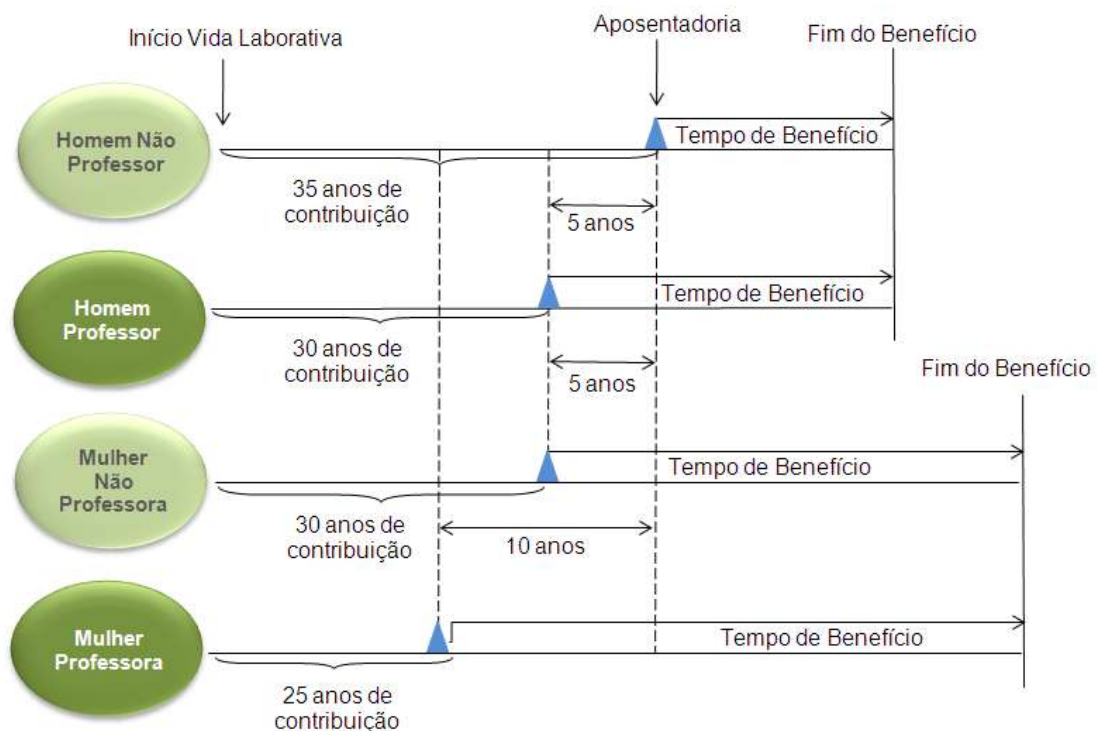 Início Vida Laborativa
Aposentadoria
Fim do Benefício
Homem Não
Professor
Tempo de Benefício
35 anos de
contribuição
5 anos
Homem
Professor
Tempo de Benefício
30 anos de
contribuição
5 anos
Fim do Benefício
Mulher
Não
Professora
Tempo de Benefício
30 anos de
contribuição
10 anos
Mulher
Professora
Tempo de Benefício
25 anos de
contribuição